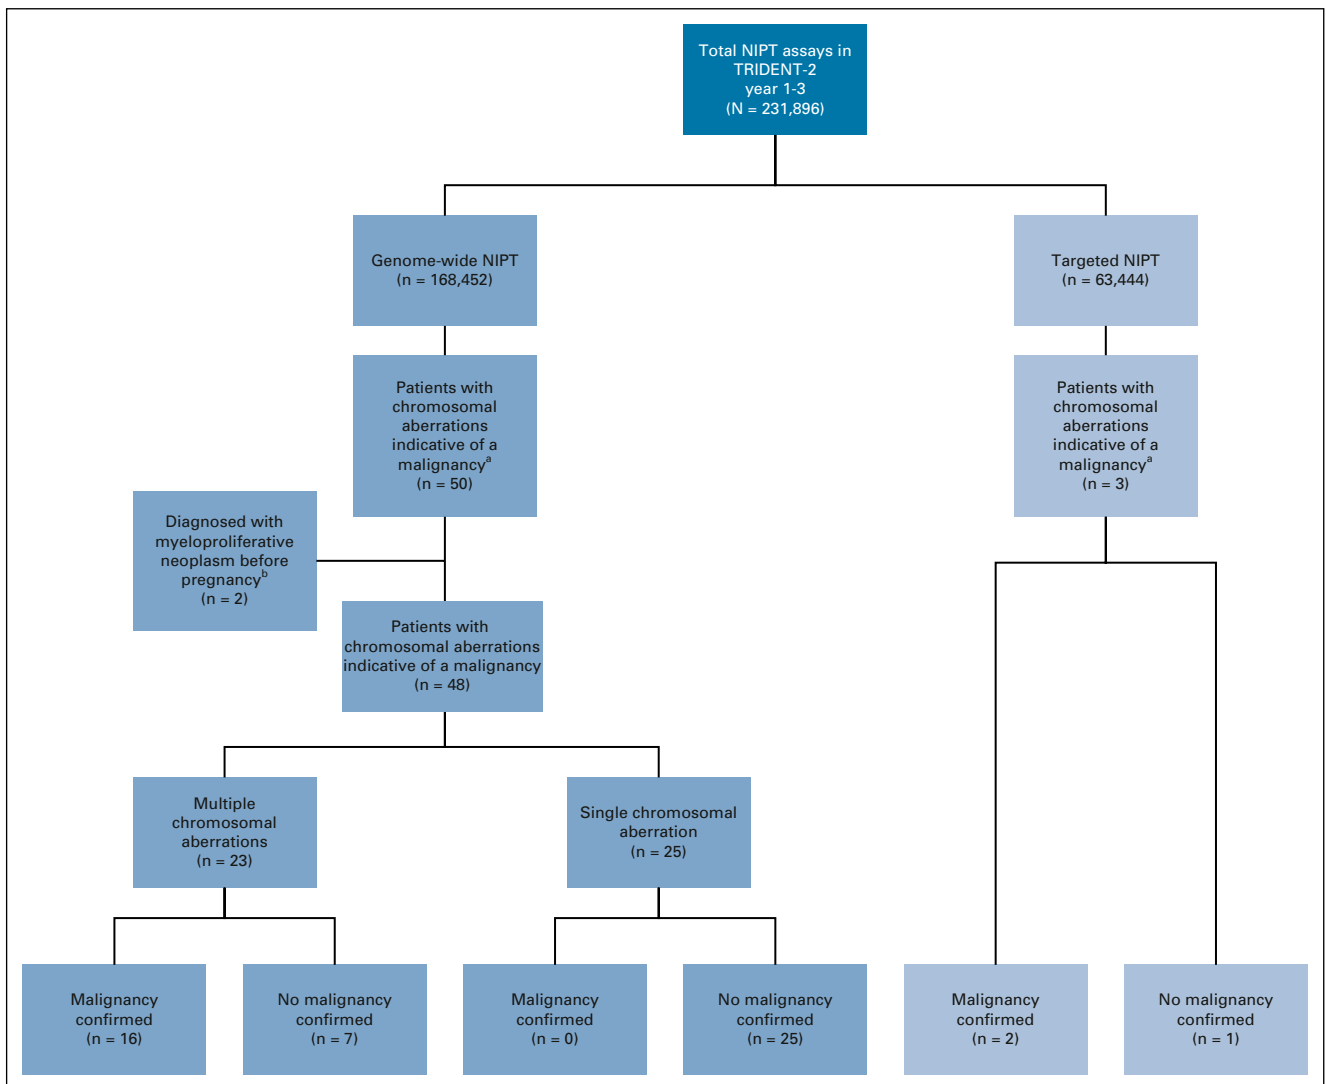 Total NIPT assays in
TRIDENT-2
year 1-3
(N = 231,896)
Genome-wide NIPT
(n = 168,452)
Targeted NIPT
(n = 63,444)
Patients with
chromosomal
aberrations
indicative of a
malignancyᵃ
(n = 50)
Patients with
chromosomal
aberrations
indicative of a
malignancyᵃ
(n = 3)
Diagnosed with
myeloproliferative
neoplasm before
pregnancyᵇ
(n = 2)
Patients with
chromosomal aberrations
indicative of a malignancy
(n = 48)
Multiple
chromosomal
aberrations
(n = 23)
Single chromosomal
aberration
(n = 25)
Malignancy
confirmed
(n = 16)
No malignancy
confirmed
(n = 7)
Malignancy
confirmed
(n = 0)
No malignancy
confirmed
(n = 25)
Malignancy
confirmed
(n = 2)
No malignancy
confirmed
(n = 1)